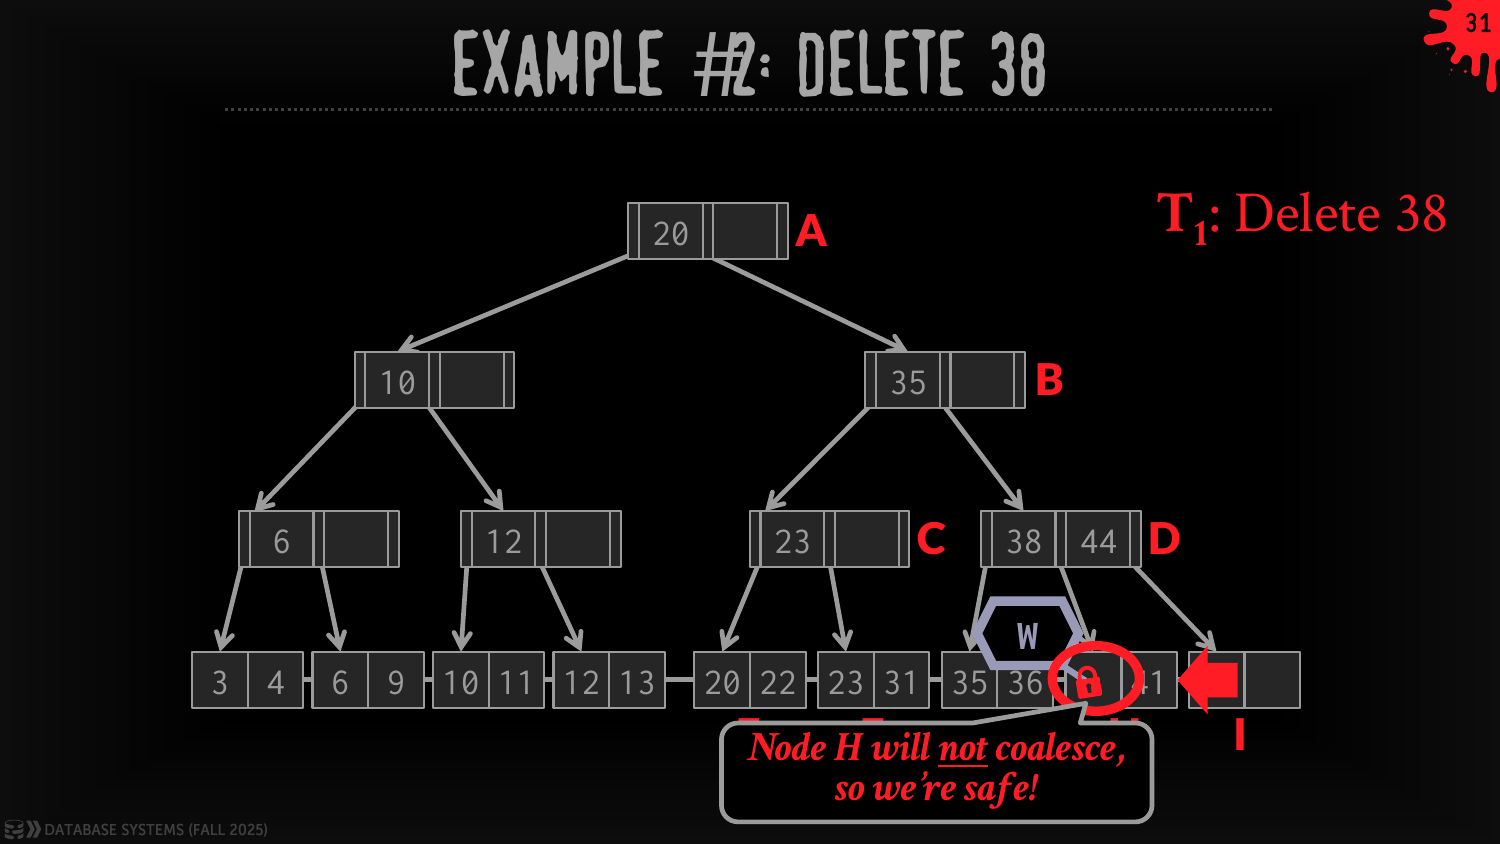 31
EXAMPLE #2: DELETE 38
T1: Delete 38
20 A
10 35 B
6 12 23 C 38 44 D
W
3 4 6 9 10 11 12 13 20 22 23 31 35 36 41
I
Node H will not coalesce,
so we're safe!
DATABASE SYSTEMS (FALL 2025)